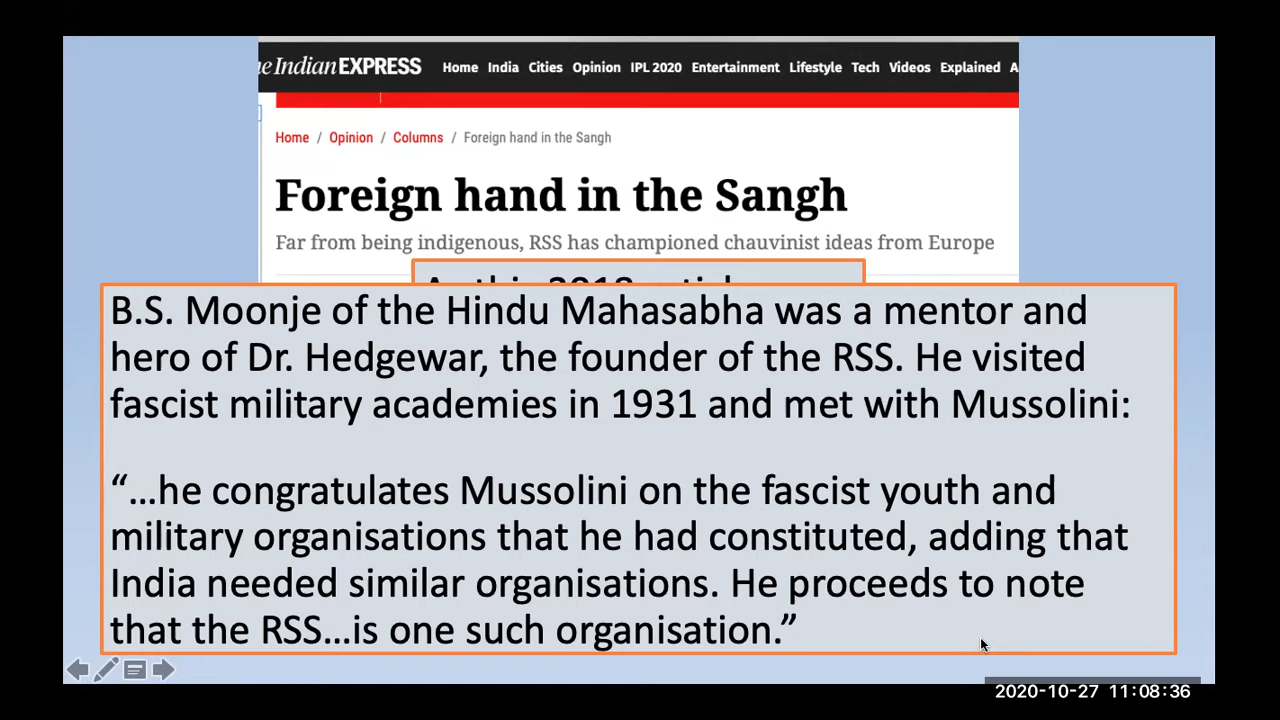 Indian EXPRESS Home India Cities Opinion IPL 2020 Entertainment Lifestyle Tech Videos Explained A
Home / Opinion / Columns / Foreign hand in the Sangh
Foreign hand in the Sangh
Far from being indigenous, RSS has championed chauvinist ideas from Europe
B.S. Moonje of the Hindu Mahasabha was a mentor and
hero of Dr. Hedgewar, the founder of the RSS. He visited
fascist military academies in 1931 and met with Mussolini:
“…he congratulates Mussolini on the fascist youth and
military organisations that he had constituted, adding that
India needed similar organisations. He proceeds to note
that the RSS…is one such organisation.”
2020-10-27 11:08:36